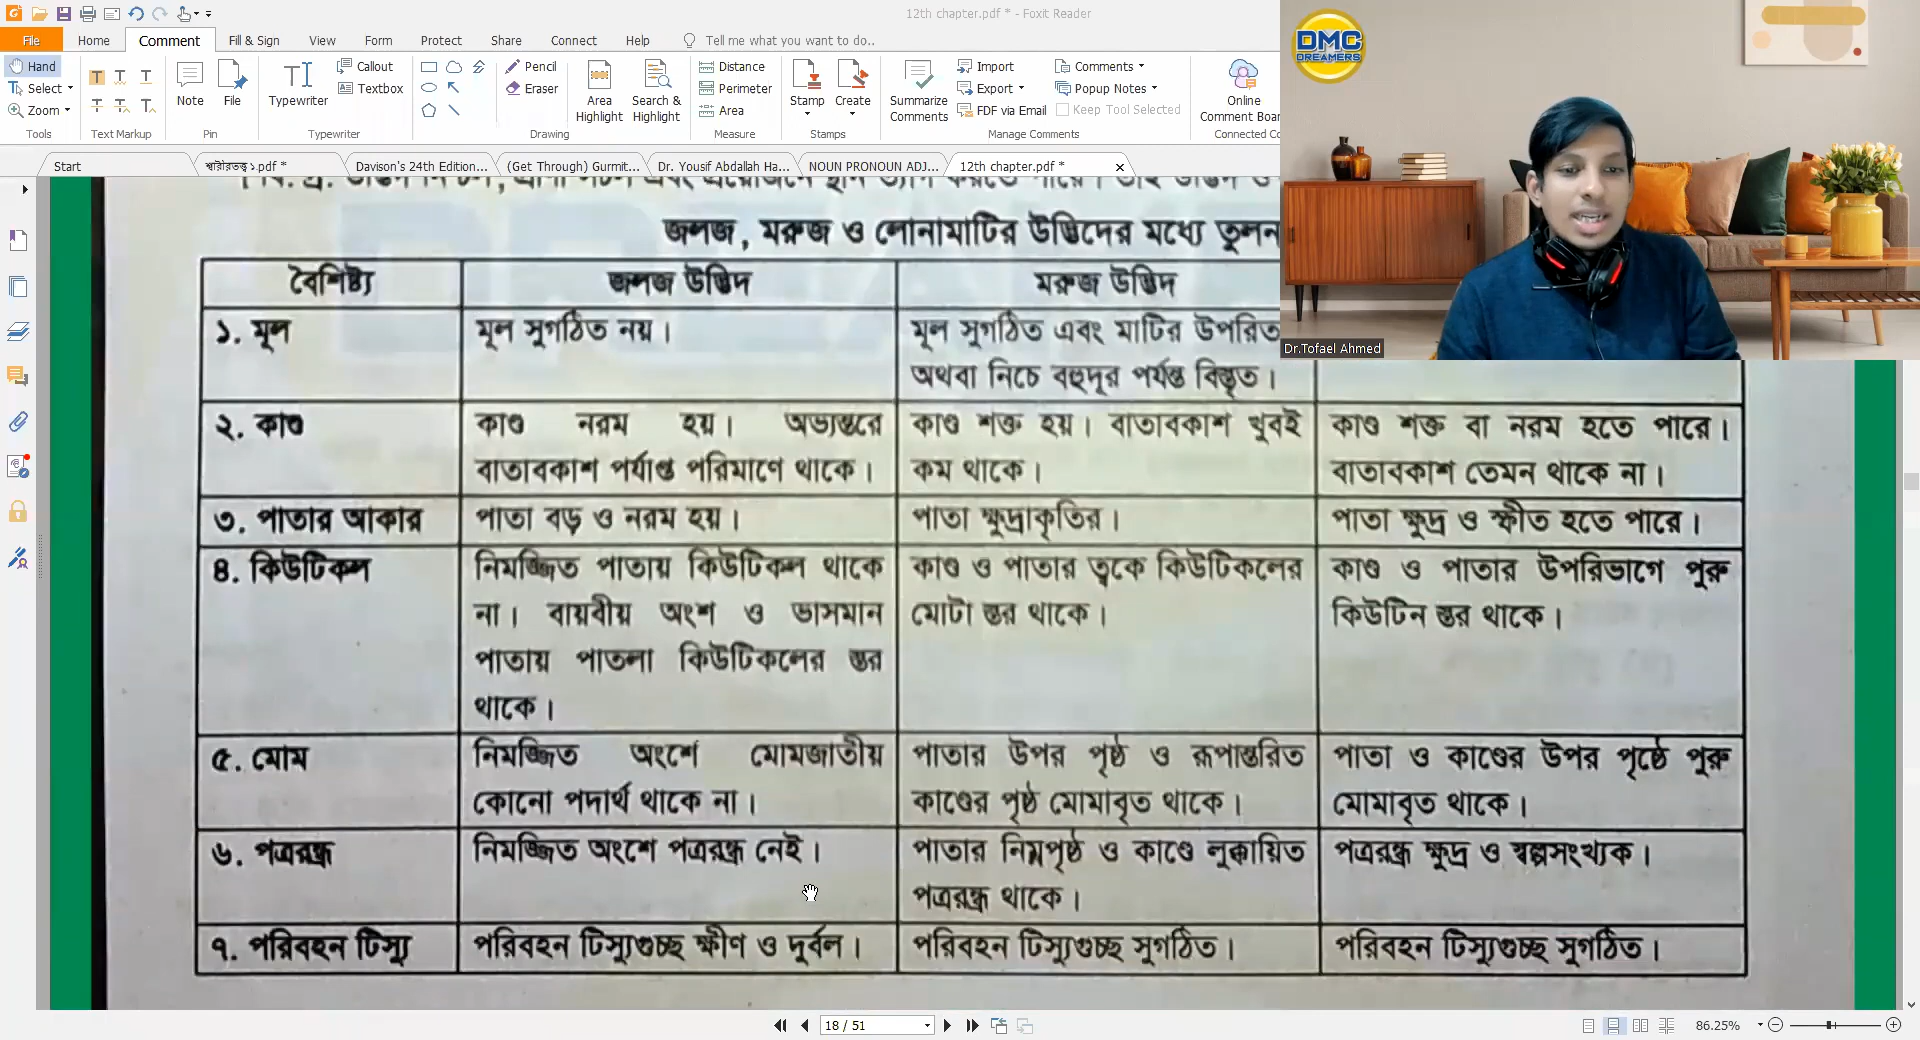 12th chapter.pdf * - Foxit Reader
File Home Comment Fill & Sign View Form Protect Share Connect Help Tell me what you want to do..
Hand
Select
Zoom
Tools
Text Markup
Note
File
Pin
Typewriter
Callout
Textbox
Typewriter
Pencil
Eraser
Area Highlight
Search & Highlight
Drawing
Distance
Perimeter
Area
Measure
Stamp
Create
Stamps
Summarize Comments
Import
Export
FDF via Email
Comments
Popup Notes
Keep Tool Selected
Manage Comments
Online Comment Boar
Connected Co
DMC
DREAMERS
Start শারীরতত্ত্ব ১.pdf * Davison's 24th Edition... (Get Through) Gurmit... Dr. Yousif Abdallah Ha... NOUN PRONOUN ADJ... 12th chapter.pdf *
Dr.Tofael Ahmed
জলজ, মরুজ ও লোনামাটির উদ্ভিদের মধ্যে তুলন
বৈশিষ্ট্য জলজ উদ্ভিদ মরুজ উদ্ভিদ
১. মূল মূল সুগঠিত নয়। মূল সুগঠিত এবং মাটির উপরিত
অথবা নিচে বহুদূর পর্যন্ত বিস্তৃত।
২. কাণ্ড কাণ্ড নরম হয়। অভ্যন্তরে কাণ্ড শক্ত হয়। বাতাবকাশ খুবই কাণ্ড শক্ত বা নরম হতে পারে।
বাতাবকাশ পর্যাপ্ত পরিমাণে থাকে। কম থাকে। বাতাবকাশ তেমন থাকে না।
৩. পাতার আকার পাতা বড় ও নরম হয়। পাতা ক্ষুদ্রাকৃতির। পাতা ক্ষুদ্র ও স্ফীত হতে পারে।
৪. কিউটিকল নিমজ্জিত পাতায় কিউটিকল থাকে কাণ্ড ও পাতার ত্বকে কিউটিকলের কাণ্ড ও পাতার উপরিভাগে পুরু
না। বায়বীয় অংশ ও ভাসমান মোটা স্তর থাকে। কিউটিন স্তর থাকে।
পাতায় পাতলা কিউটিকলের স্তর
থাকে।
৫. মোম নিমজ্জিত অংশে মোমজাতীয় পাতার উপর পৃষ্ঠ ও রূপান্তরিত পাতা ও কাণ্ডের উপর পৃষ্ঠে পুরু
কোনো পদার্থ থাকে না। কাণ্ডের পৃষ্ঠ মোমাবৃত থাকে। মোমাবৃত থাকে।
৬. পত্ররন্ধ্র নিমজ্জিত অংশে পত্ররন্ধ্র নেই। পাতার নিম্নপৃষ্ঠ ও কাণ্ডে লুক্কায়িত পত্ররন্ধ্র ক্ষুদ্র ও স্বল্পসংখ্যক।
পত্ররন্ধ্র থাকে।
৭. পরিবহন টিস্যু পরিবহন টিস্যুগুচ্ছ ক্ষীণ ও দুর্বল। পরিবহন টিস্যুগুচ্ছ সুগঠিত। পরিবহন টিস্যুগুচ্ছ সুগঠিত।
18 / 51
86.25%